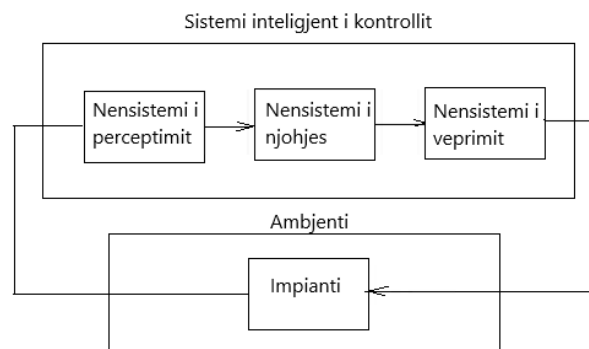 Sistemi inteligjent i kontrollit
Nensistemi i
perceptimit
Nensistemi i
njohjes
Nensistemi i
veprimit
Ambjenti
Impianti